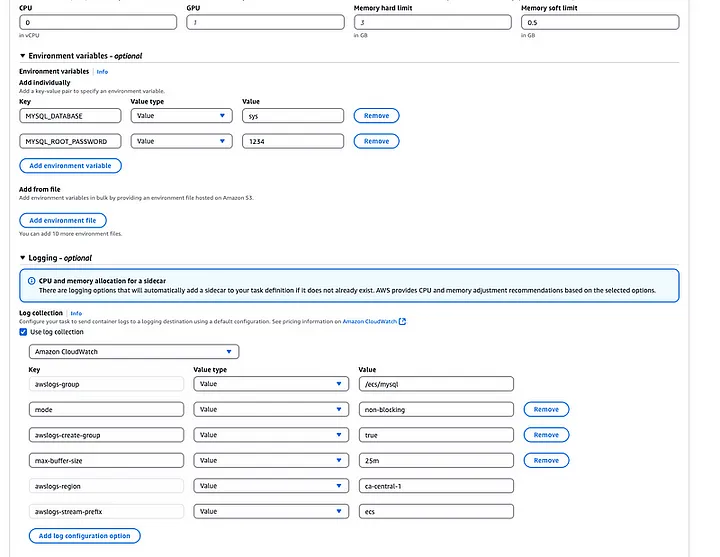 CPU GPU Memory hard limit Memory soft limit
0 1 3 0.5
in vCPU in GB in GB
Environment variables - optional
Environment variables | Info
Add individually
Add a key-value pair to specify an environment variable.
Key Value type Value
MYSQL_DATABASE Value sys Remove
MYSQL_ROOT_PASSWORD Value 1234 Remove
Add environment variable
Add from file
Add environment variables in bulk by providing an environment file hosted on Amazon S3.
Add environment file
You can add 10 more environment files.
Logging - optional
CPU and memory allocation for a sidecar
There are logging options that will automatically add a sidecar to your task definition if it does not already exist. AWS provides CPU and memory adjustment recommendations based on the selected options.
Log collection | Info
Configure your task to send container logs to a logging destination using a default configuration. See pricing information on Amazon CloudWatch
Use log collection
Amazon CloudWatch
Key Value type Value
awslogs-group Value /ecs/mysql
mode Value non-blocking Remove
awslogs-create-group Value true Remove
max-buffer-size Value 25m Remove
awslogs-region Value ca-central-1
awslogs-stream-prefix Value ecs
Add log configuration option